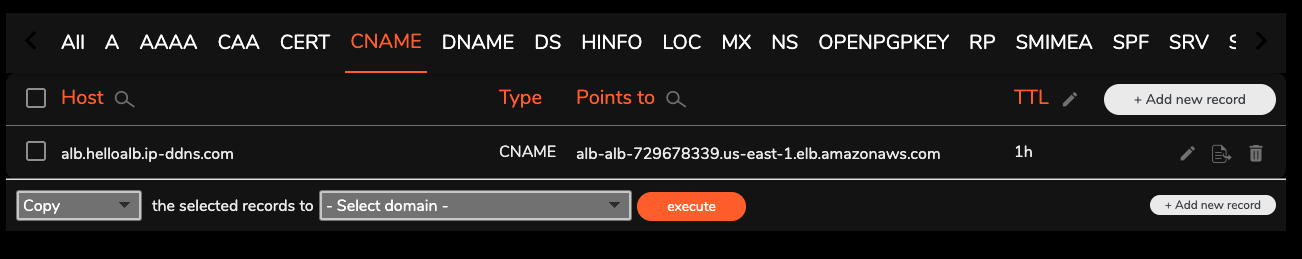 All A AAAA CAA CERT CNAME DNAME DS HINFO LOC MX NS OPENPGPKEY RP SMIMEA SPF SRV
Host Type Points to TTL + Add new record
alb.helloalb.ip-ddns.com CNAME alb-alb-729678339.us-east-1.elb.amazonaws.com 1h
Copy the selected records to - Select domain - execute + Add new record